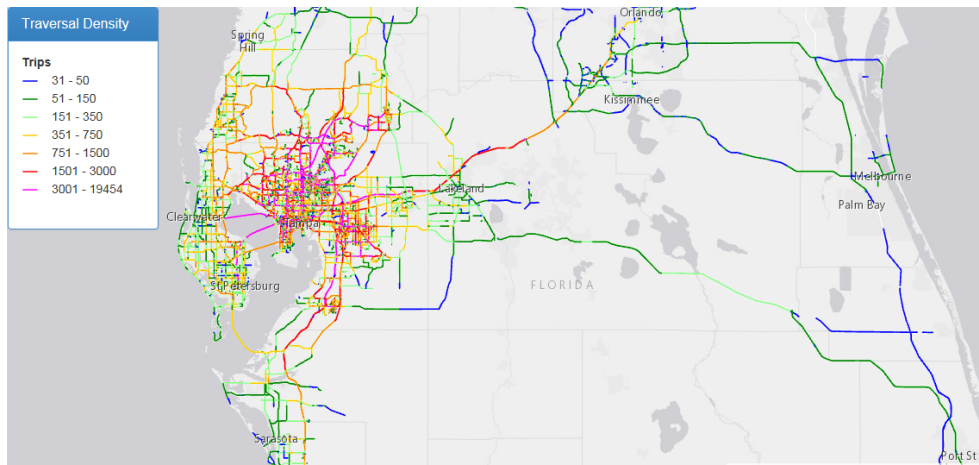 Traversal Density
Trips
31 - 50
51 - 150
151 - 350
351 - 750
751 - 1500
1501 - 3000
3001 - 19454
Orlando
Spring
Hill
Kissimmee
Lakeland
Melbourne
Palm Bay
Clearwater
Tampa
St Petersburg
FLORIDA
Sarasota
Port St